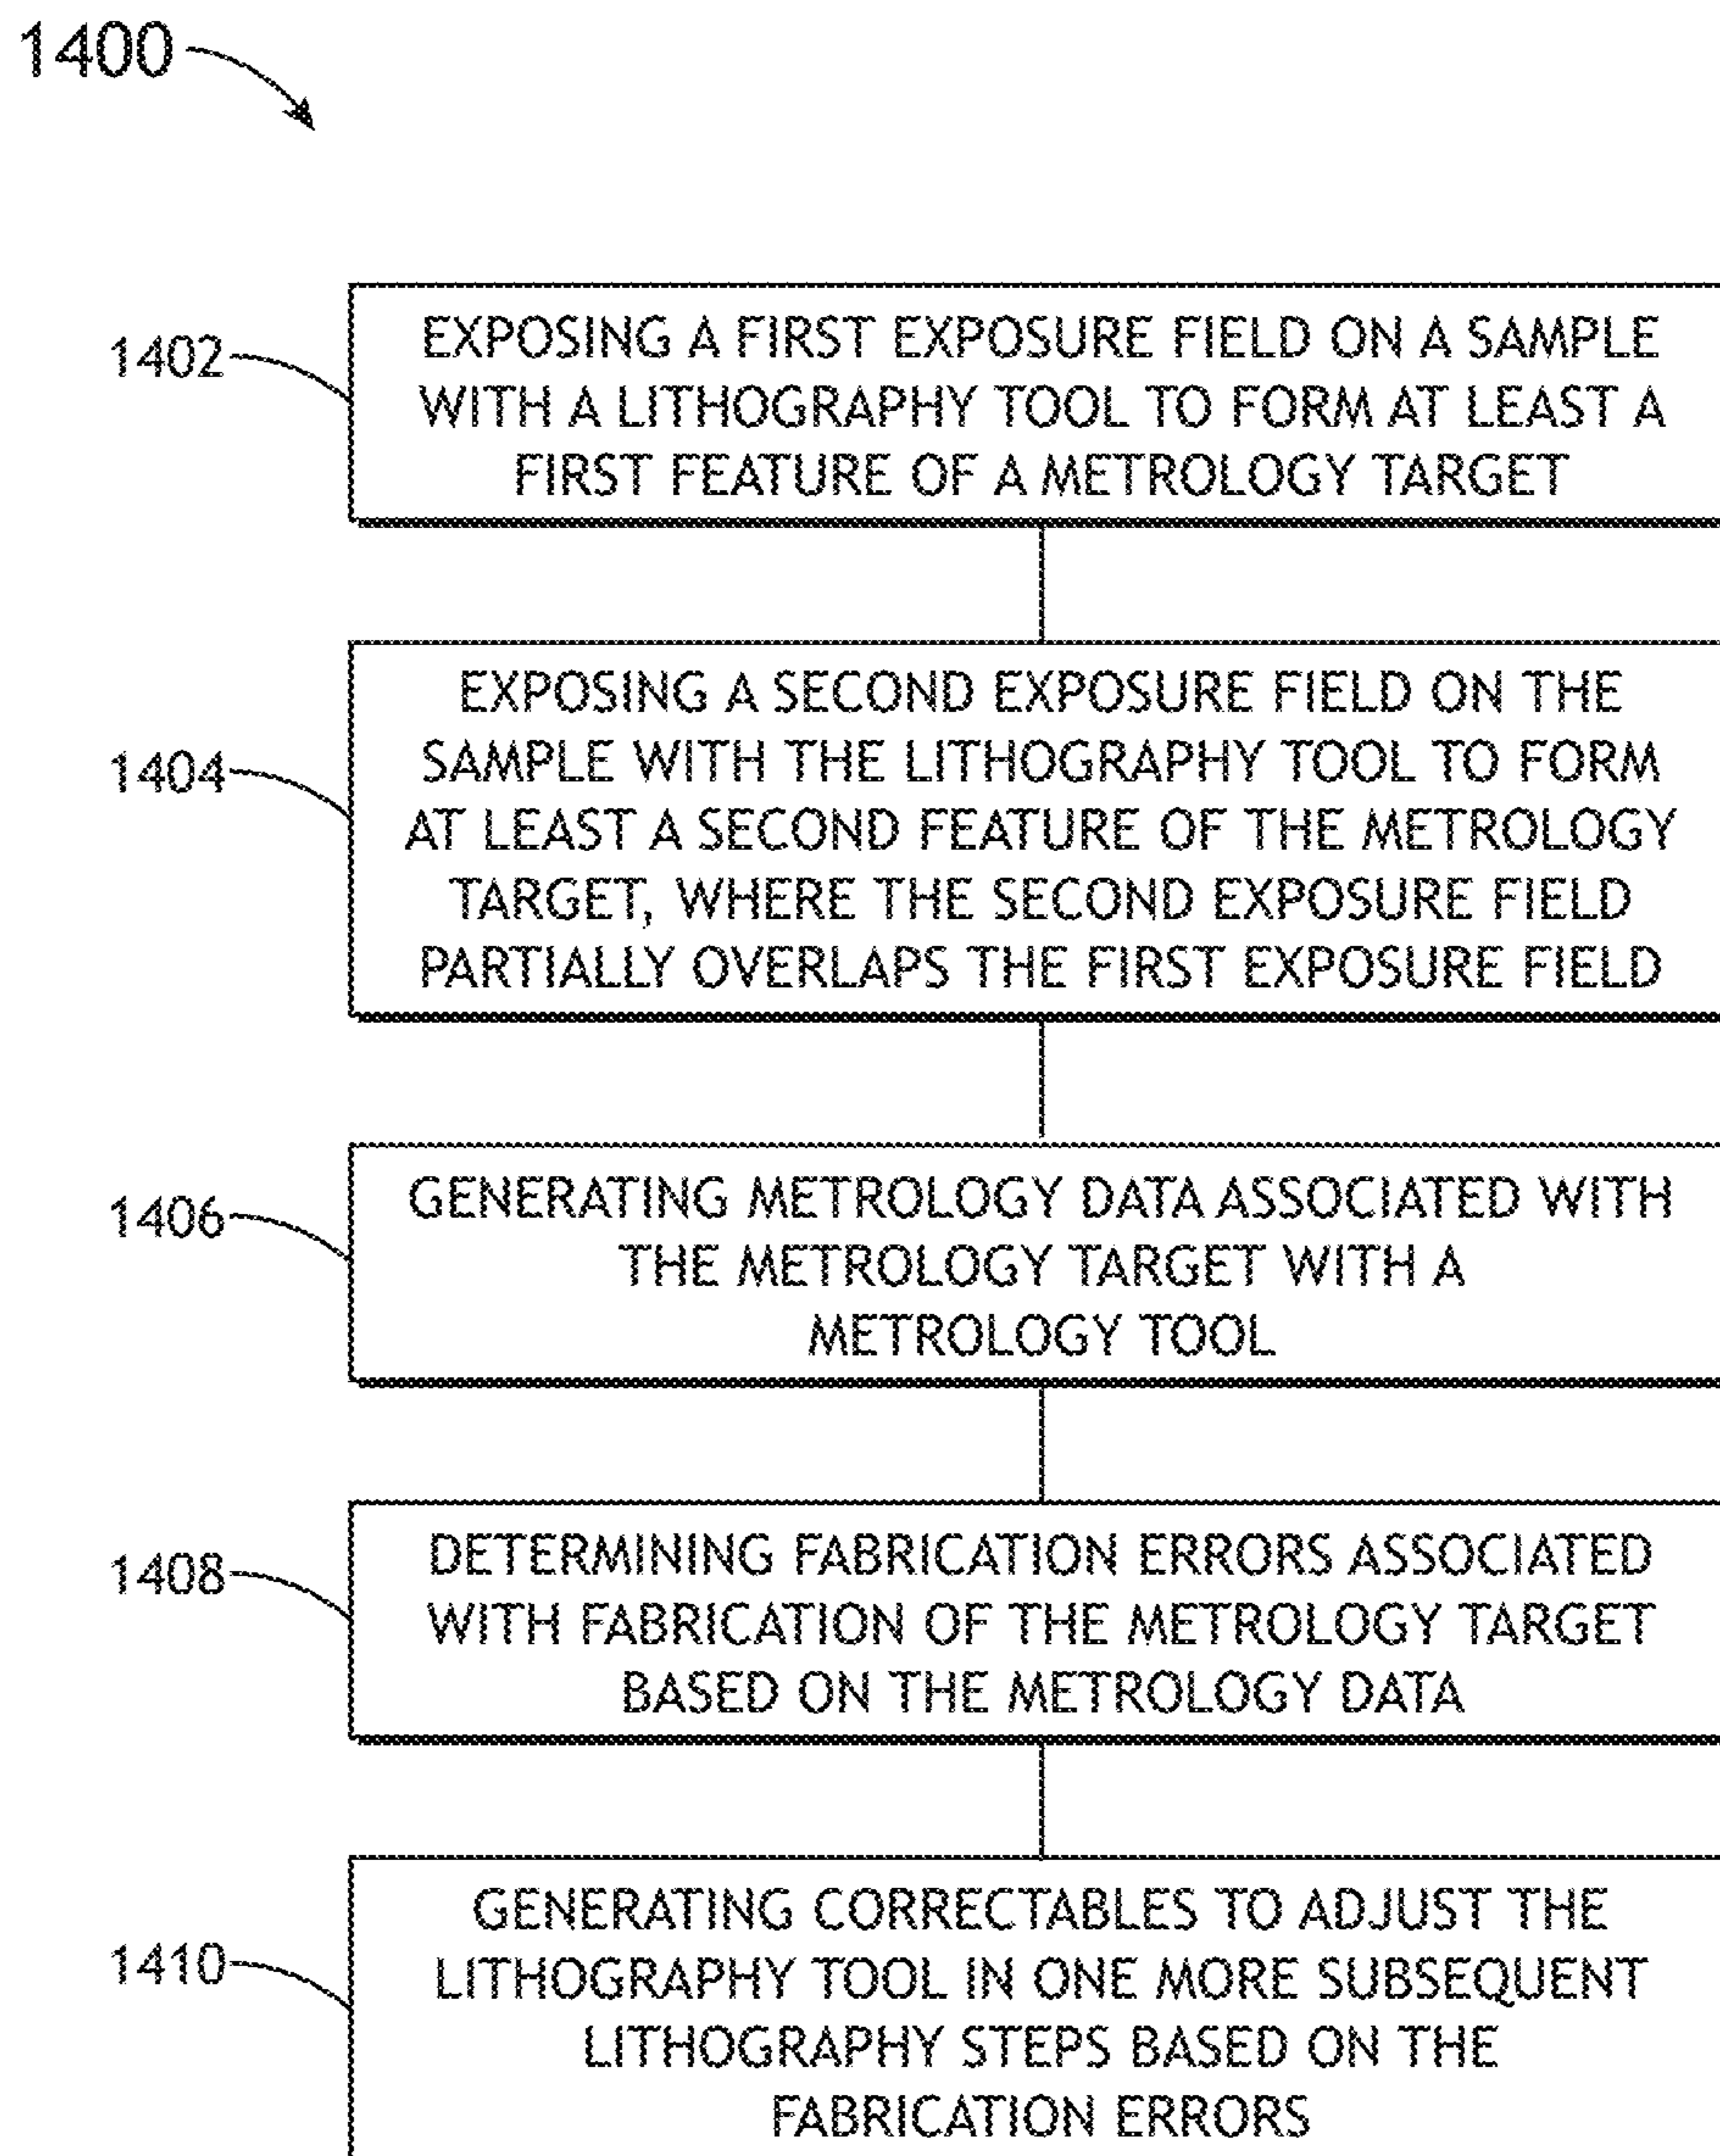 1400
1402
EXPOSING A FIRST EXPOSURE FIELD ON A SAMPLE
WITH A LITHOGRAPHY TOOL TO FORM AT LEAST A
FIRST FEATURE OF A METROLOGY TARGET
1404
EXPOSING A SECOND EXPOSURE FIELD ON THE
SAMPLE WITH THE LITHOGRAPHY TOOL TO FORM
AT LEAST A SECOND FEATURE OF THE METROLOGY
TARGET, WHERE THE SECOND EXPOSURE FIELD
PARTIALLY OVERLAPS THE FIRST EXPOSURE FIELD
1406
GENERATING METROLOGY DATA ASSOCIATED WITH
THE METROLOGY TARGET WITH A
METROLOGY TOOL
1408
DETERMINING FABRICATION ERRORS ASSOCIATED
WITH FABRICATION OF THE METROLOGY TARGET
BASED ON THE METROLOGY DATA
1410
GENERATING CORRECTABLES TO ADJUST THE
LITHOGRAPHY TOOL IN ONE MORE SUBSEQUENT
LITHOGRAPHY STEPS BASED ON THE
FABRICATION ERRORS